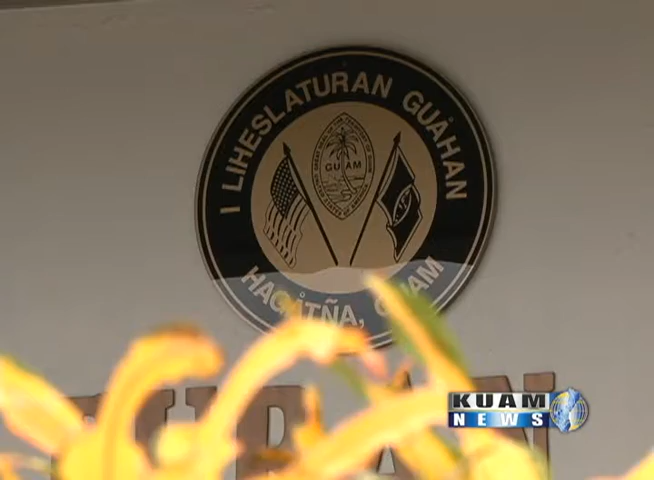 I LIHESLATURAN GUÅHAN
GUAM
HAGÅTÑA, GUAM
KUAM
NEWS